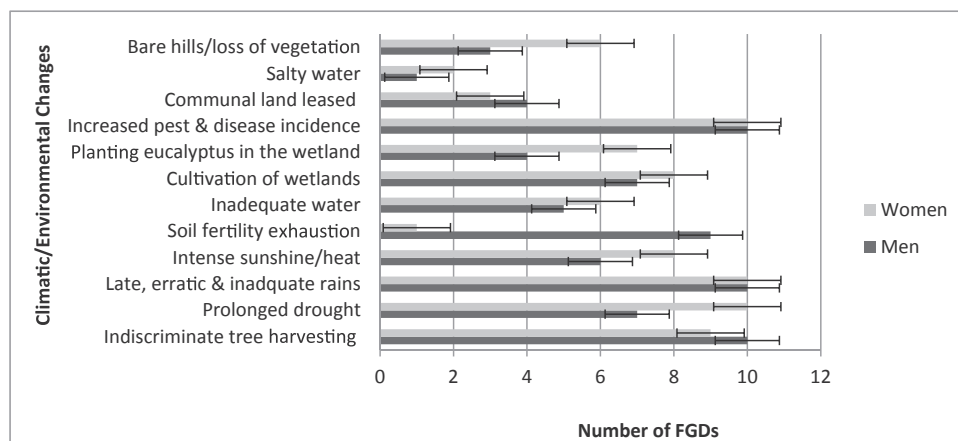 Climatic/Environmental Changes
Bare hills/loss of vegetation
Salty water
Communal land leased
Increased pest & disease incidence
Planting eucalyptus in the wetland
Cultivation of wetlands
Inadequate water
Soil fertility exhaustion
Intense sunshine/heat
Late, erratic & inadquate rains
Prolonged drought
Indiscriminate tree harvesting
0 2 4 6 8 10 12
Number of FGDs
Women
Men